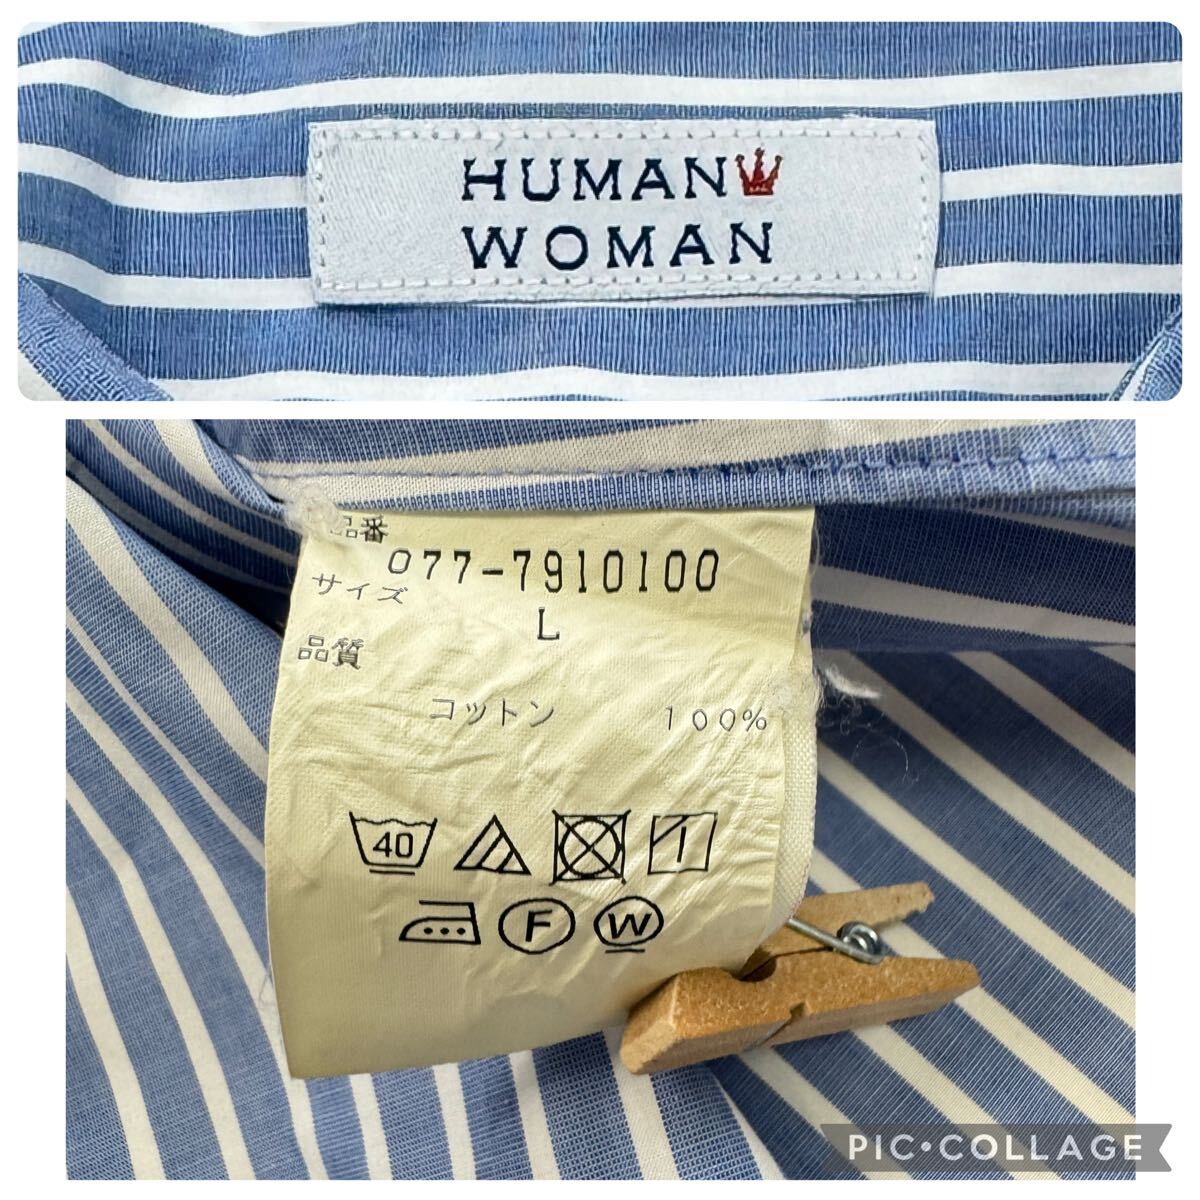 HUMAN
WOMAN
品番
077-7910100
サイズ
L
品質
コットン 100%
40
F
W
PIC•COLLAGE